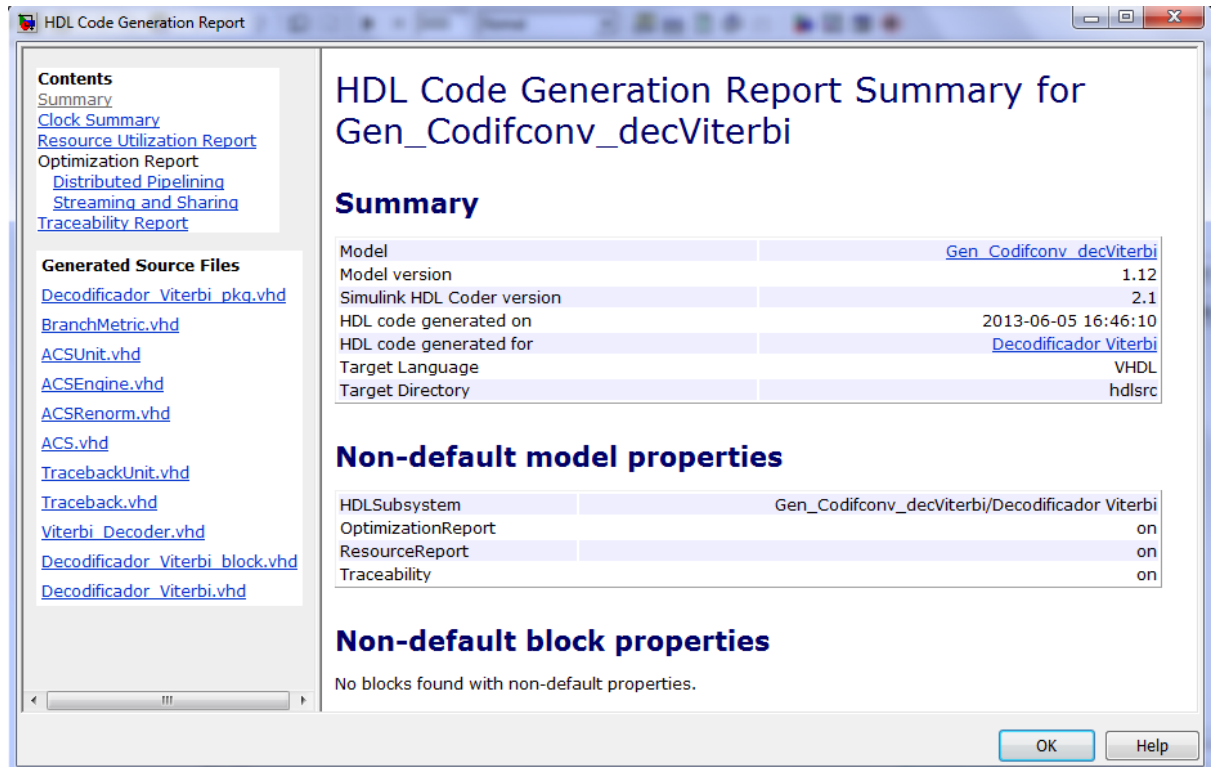 HDL Code Generation Report
Contents
Summary
Clock Summary
Resource Utilization Report
Optimization Report
Distributed Pipelining
Streaming and Sharing
Traceability Report
Generated Source Files
Decodificador_Viterbi_pkg.vhd
BranchMetric.vhd
ACSUnit.vhd
ACSEngine.vhd
ACSRenorm.vhd
ACS.vhd
TracebackUnit.vhd
Traceback.vhd
Viterbi_Decoder.vhd
Decodificador_Viterbi_block.vhd
Decodificador_Viterbi.vhd
HDL Code Generation Report Summary for
Gen_Codifconv_decViterbi
Summary
Model Gen_Codifconv_decViterbi
Model version 1.12
Simulink HDL Coder version 2.1
HDL code generated on 2013-06-05 16:46:10
HDL code generated for Decodificador Viterbi
Target Language VHDL
Target Directory hdlsrc
Non-default model properties
HDLSubsystem Gen_Codifconv_decViterbi/Decodificador Viterbi
OptimizationReport on
ResourceReport on
Traceability on
Non-default block properties
No blocks found with non-default properties.
OK Help